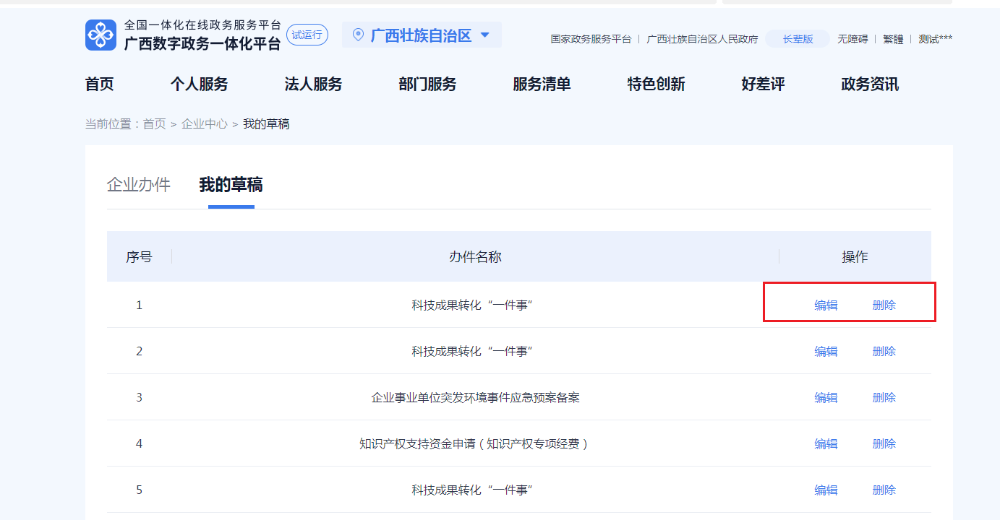 全国一体化在线政务服务平台
广西数字政务一体化平台
试运行
广西壮族自治区
国家政务服务平台 | 广西壮族自治区人民政府 长辈版 无障碍 | 繁體 | 测试***
首页 个人服务 法人服务 部门服务 服务清单 特色创新 好差评 政务资讯
当前位置：首页 > 企业中心 > 我的草稿
企业办件 我的草稿
序号 办件名称 操作
1 科技成果转化“一件事” 编辑 删除
2 科技成果转化“一件事” 编辑 删除
3 企业事业单位突发环境事件应急预案备案 编辑 删除
4 知识产权支持资金申请（知识产权专项经费） 编辑 删除
5 科技成果转化“一件事” 编辑 删除